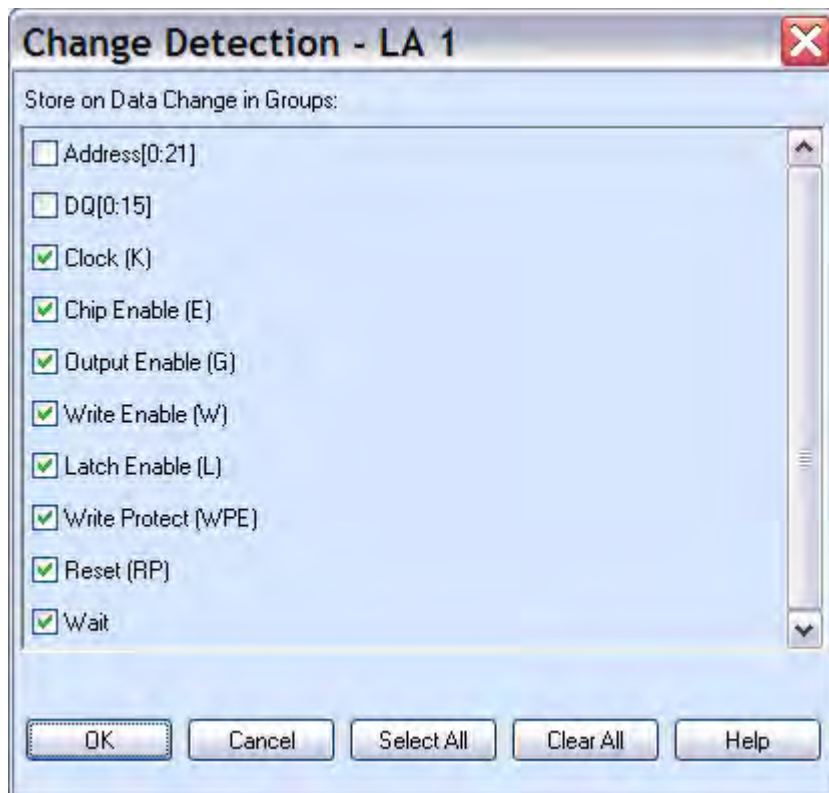 Change Detection - LA 1
Store on Data Change in Groups:
Address[0:21]
DQ[0:15]
Clock (K)
Chip Enable (E)
Output Enable (G)
Write Enable (W)
Latch Enable (L)
Write Protect (WPE)
Reset (RP)
Wait
OK Cancel Select All Clear All Help